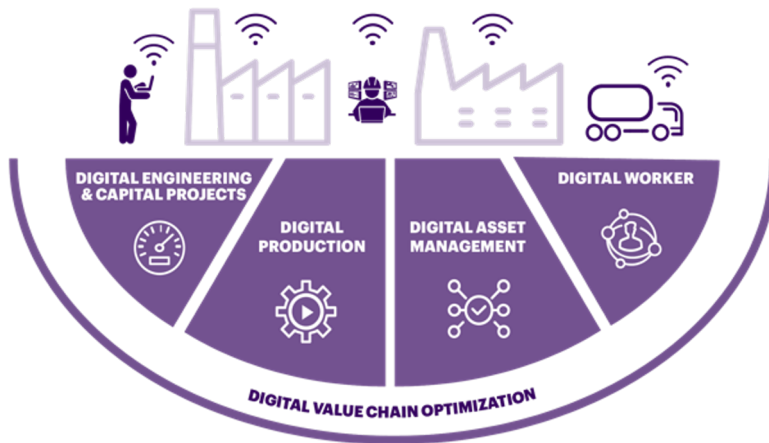 DIGITAL ENGINEERING
& CAPITAL PROJECTS
DIGITAL
PRODUCTION
DIGITAL ASSET
MANAGEMENT
DIGITAL WORKER
DIGITAL VALUE CHAIN OPTIMIZATION